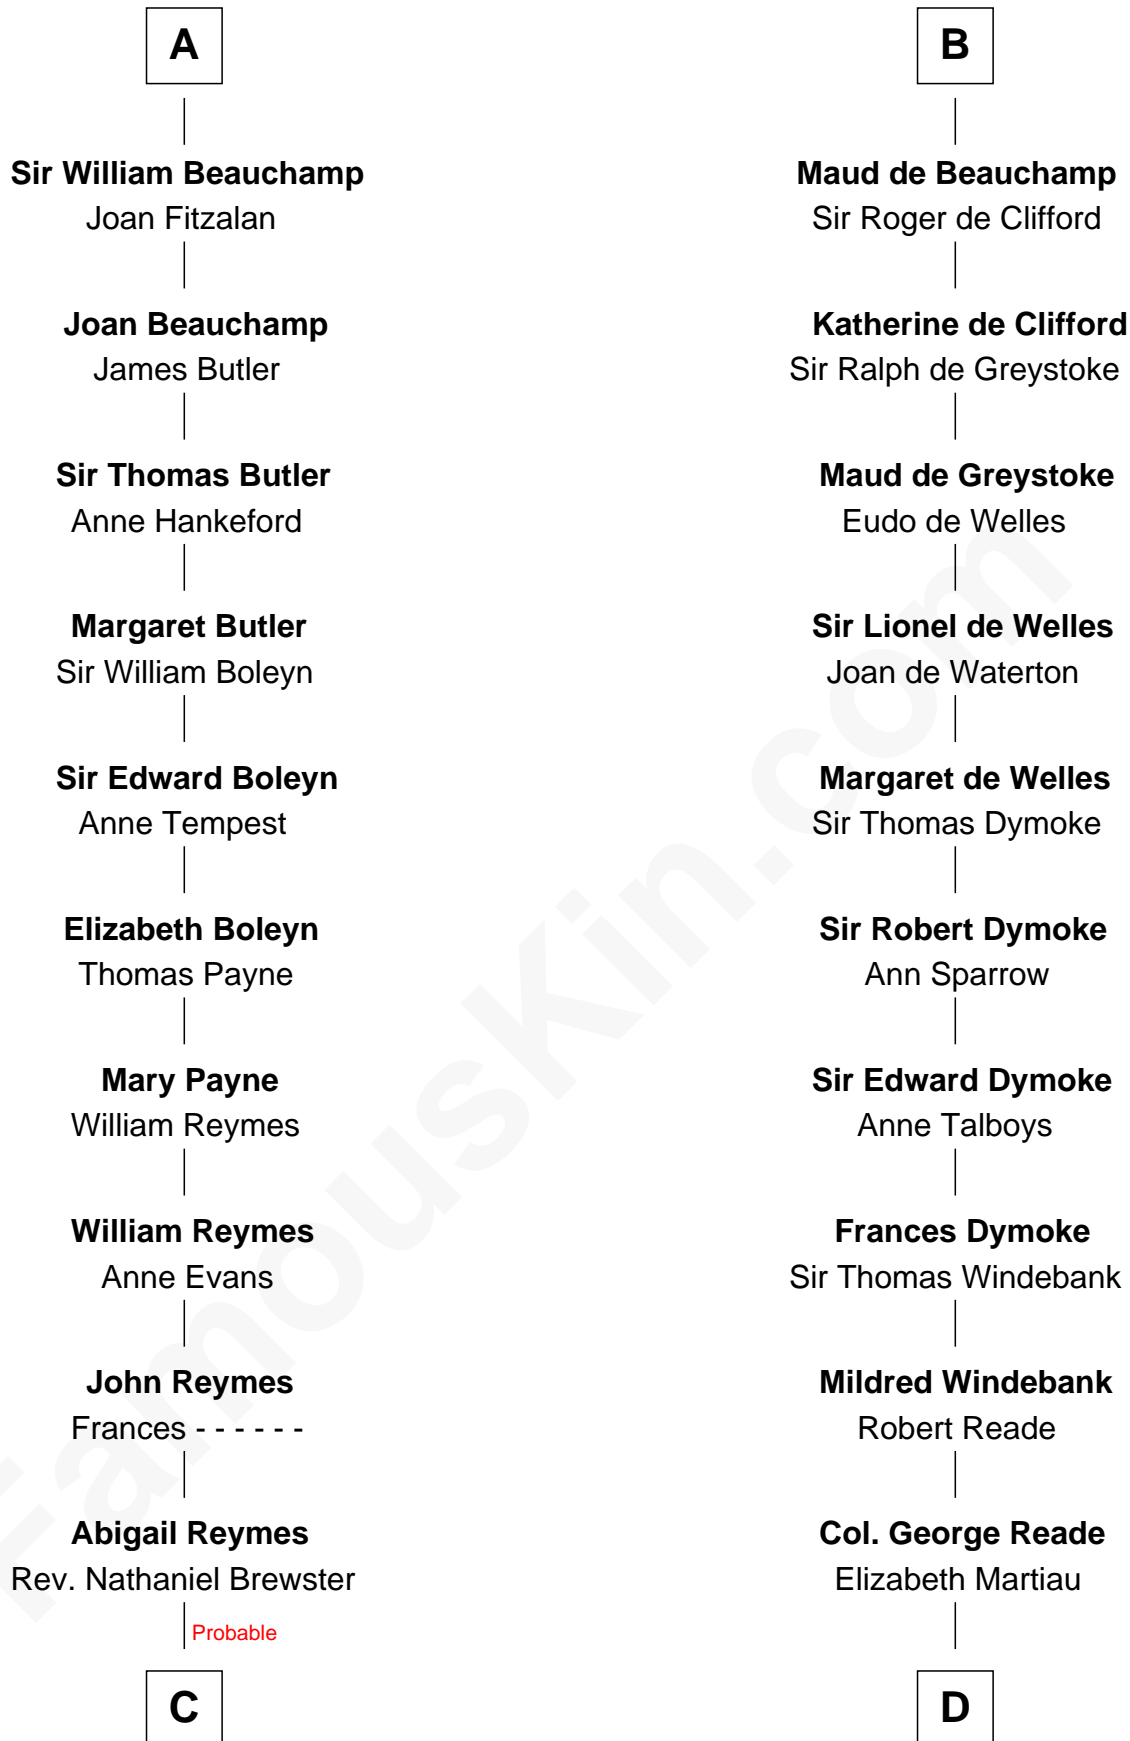 A
Sir William Beauchamp
Joan Fitzalan
Joan Beauchamp
James Butler
Sir Thomas Butler
Anne Hankeford
Margaret Butler
Sir William Boleyn
Sir Edward Boleyn
Anne Tempest
Elizabeth Boleyn
Thomas Payne
Mary Payne
William Reymes
William Reymes
Anne Evans
John Reymes
Frances - - - - - -
Abigail Reymes
Rev. Nathaniel Brewster
Probable
C
B
Maud de Beauchamp
Sir Roger de Clifford
Katherine de Clifford
Sir Ralph de Greystoke
Maud de Greystoke
Eudo de Welles
Sir Lionel de Welles
Joan de Waterton
Margaret de Welles
Sir Thomas Dymoke
Sir Robert Dymoke
Ann Sparrow
Sir Edward Dymoke
Anne Talboys
Frances Dymoke
Sir Thomas Windebank
Mildred Windebank
Robert Reade
Col. George Reade
Elizabeth Martiau
D
FamousKin.com